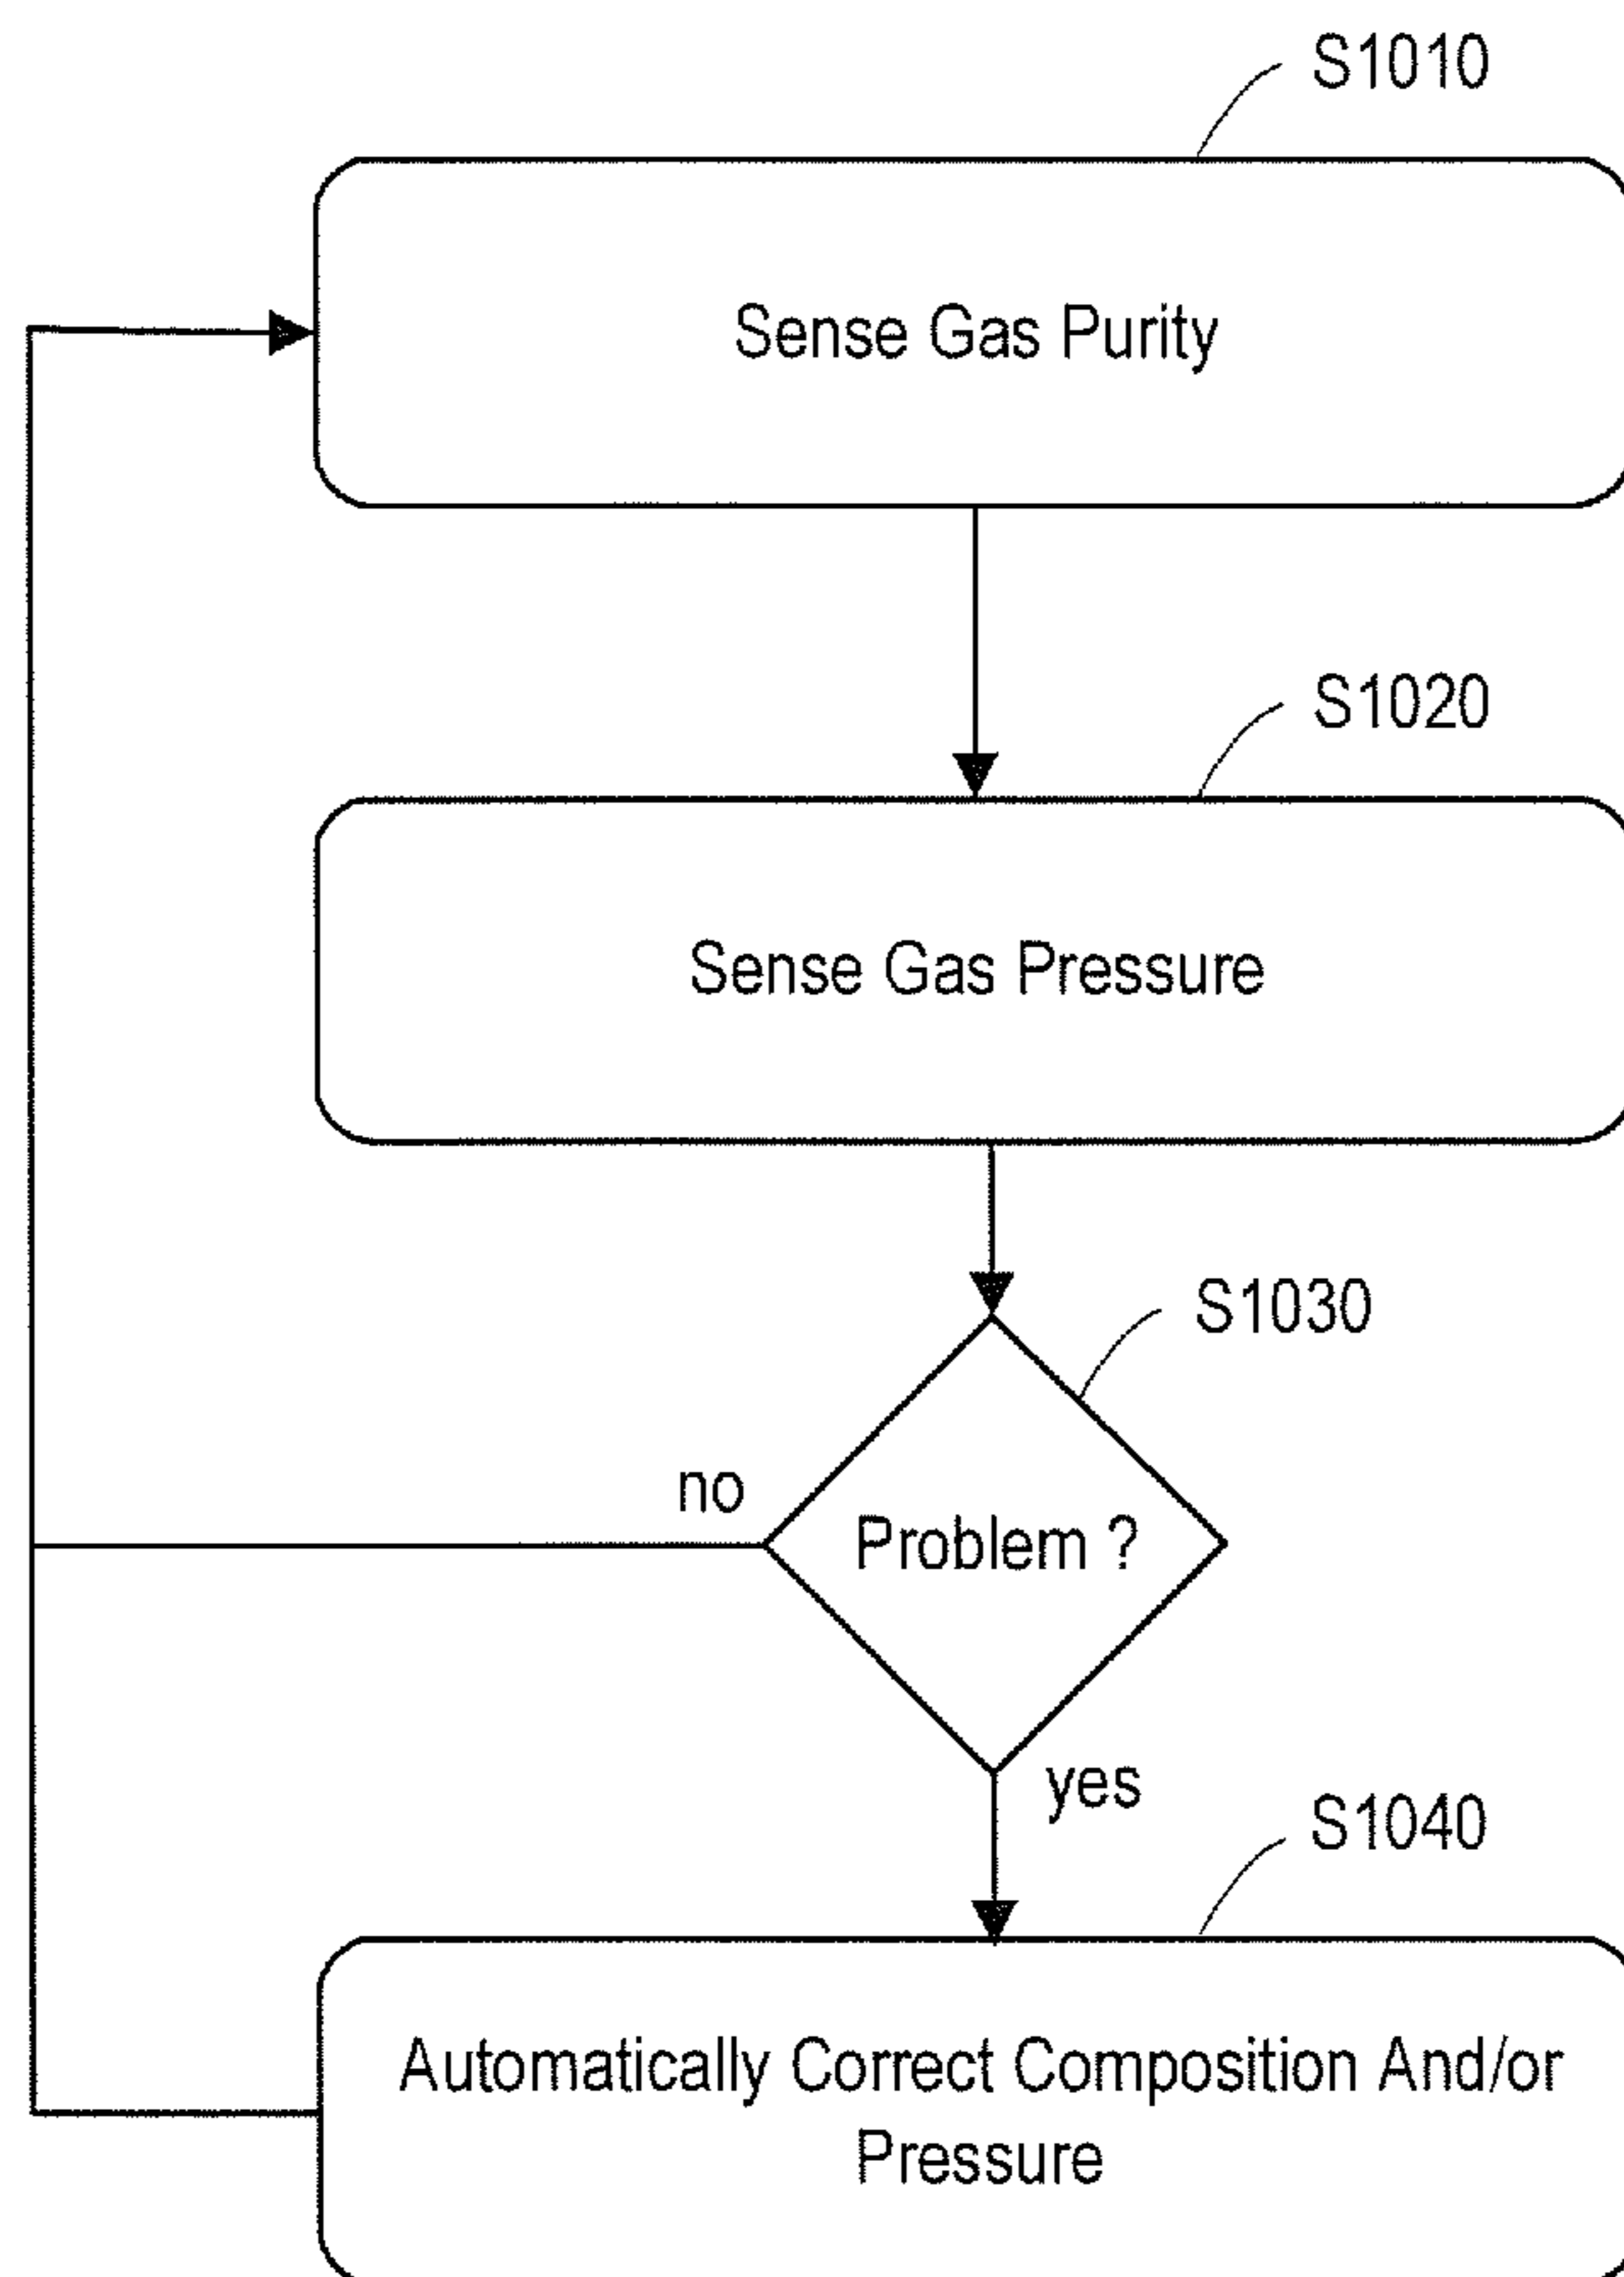 S1010
Sense Gas Purity
S1020
Sense Gas Pressure
S1030
no
Problem ?
yes
S1040
Automatically Correct Composition And/or
Pressure